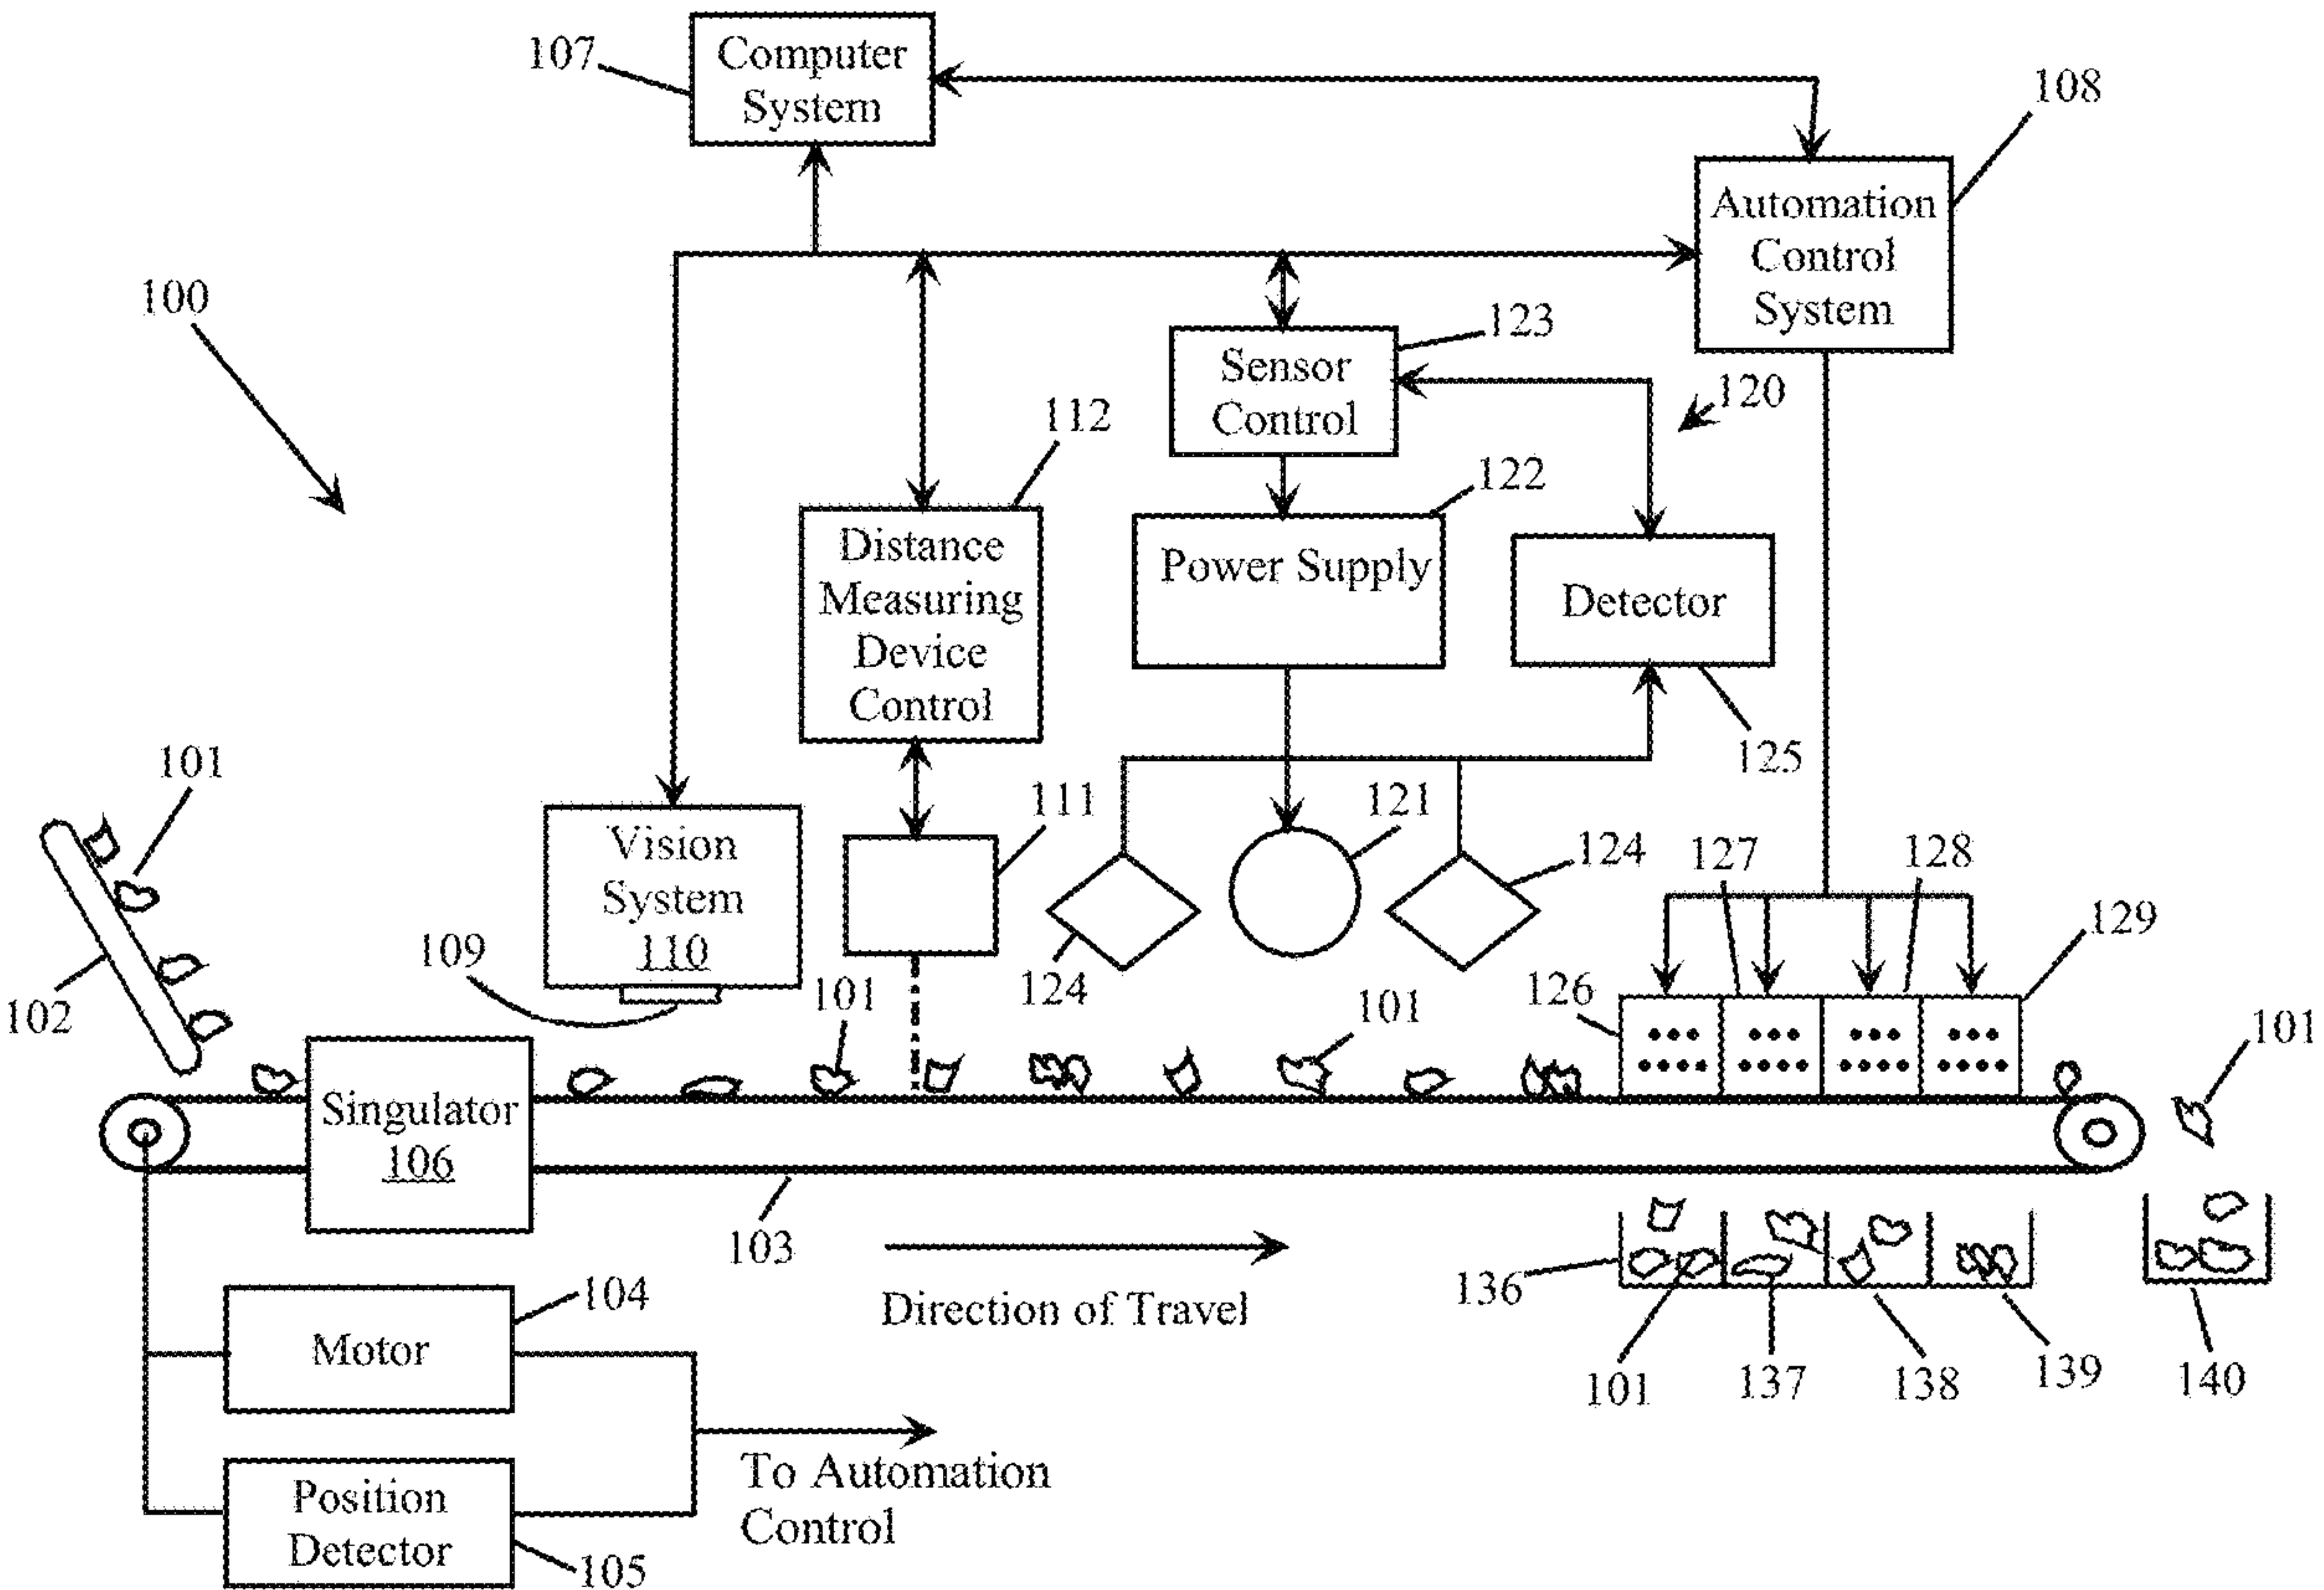 107
Computer
System
108
Automation
Control
System
100
123
Sensor
Control
120
112
122
Distance
Measuring
Device
Control
Power Supply
Detector
125
101
102
Vision
System
110
109
111
121
124
124
127
128
129
126
101
101
101
Singulator
106
103
Direction of Travel
136
101
137
138
139
140
104
Motor
To Automation
Control
Position
Detector
105